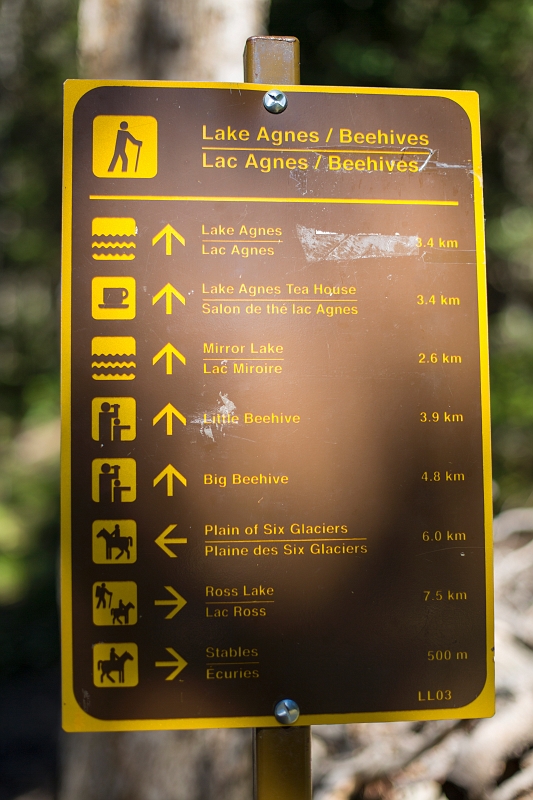 Lake Agnes / Beehives
Lac Agnes / Beehives
Lake Agnes
Lac Agnes
3.4 km
Lake Agnes Tea House
Salon de thé lac Agnes
3.4 km
Mirror Lake
Lac Miroire
2.6 km
Little Beehive
3.9 km
Big Beehive
4.8 km
Plain of Six Glaciers
Plaine des Six Glaciers
6.0 km
Ross Lake
Lac Ross
7.5 km
Stables
Écuries
500 m
LL03